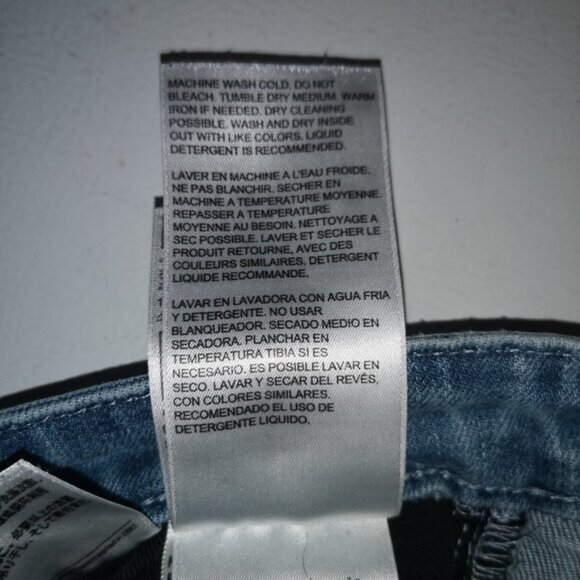 MACHINE WASH COLD. DO NOT
BLEACH. TUMBLE DRY MEDIUM. WARM
IRON IF NEEDED. DRY CLEANING
POSSIBLE. WASH AND DRY INSIDE
OUT WITH LIKE COLORS. LIQUID
DETERGENT IS RECOMMENDED.
LAVER EN MACHINE A L'EAU FROIDE.
NE PAS BLANCHIR. SECHER EN
MACHINE A TEMPERATURE MOYENNE.
REPASSER A TEMPERATURE
MOYENNE AU BESOIN. NETTOYAGE A
SEC POSSIBLE. LAVER ET SECHER LE
PRODUIT RETOURNE, AVEC DES
COULEURS SIMILAIRES. DETERGENT
LIQUIDE RECOMMANDE.
LAVAR EN LAVADORA CON AGUA FRIA
Y DETERGENTE. NO USAR
BLANQUEADOR. SECADO MEDIO EN
SECADORA. PLANCHAR EN
TEMPERATURA TIBIA SI ES
NECESARIO. ES POSIBLE LAVAR EN
SECO. LAVAR Y SECAR DEL REVÉS,
CON COLORES SIMILARES.
RECOMENDADO EL USO DE
DETERGENTE LIQUIDO.